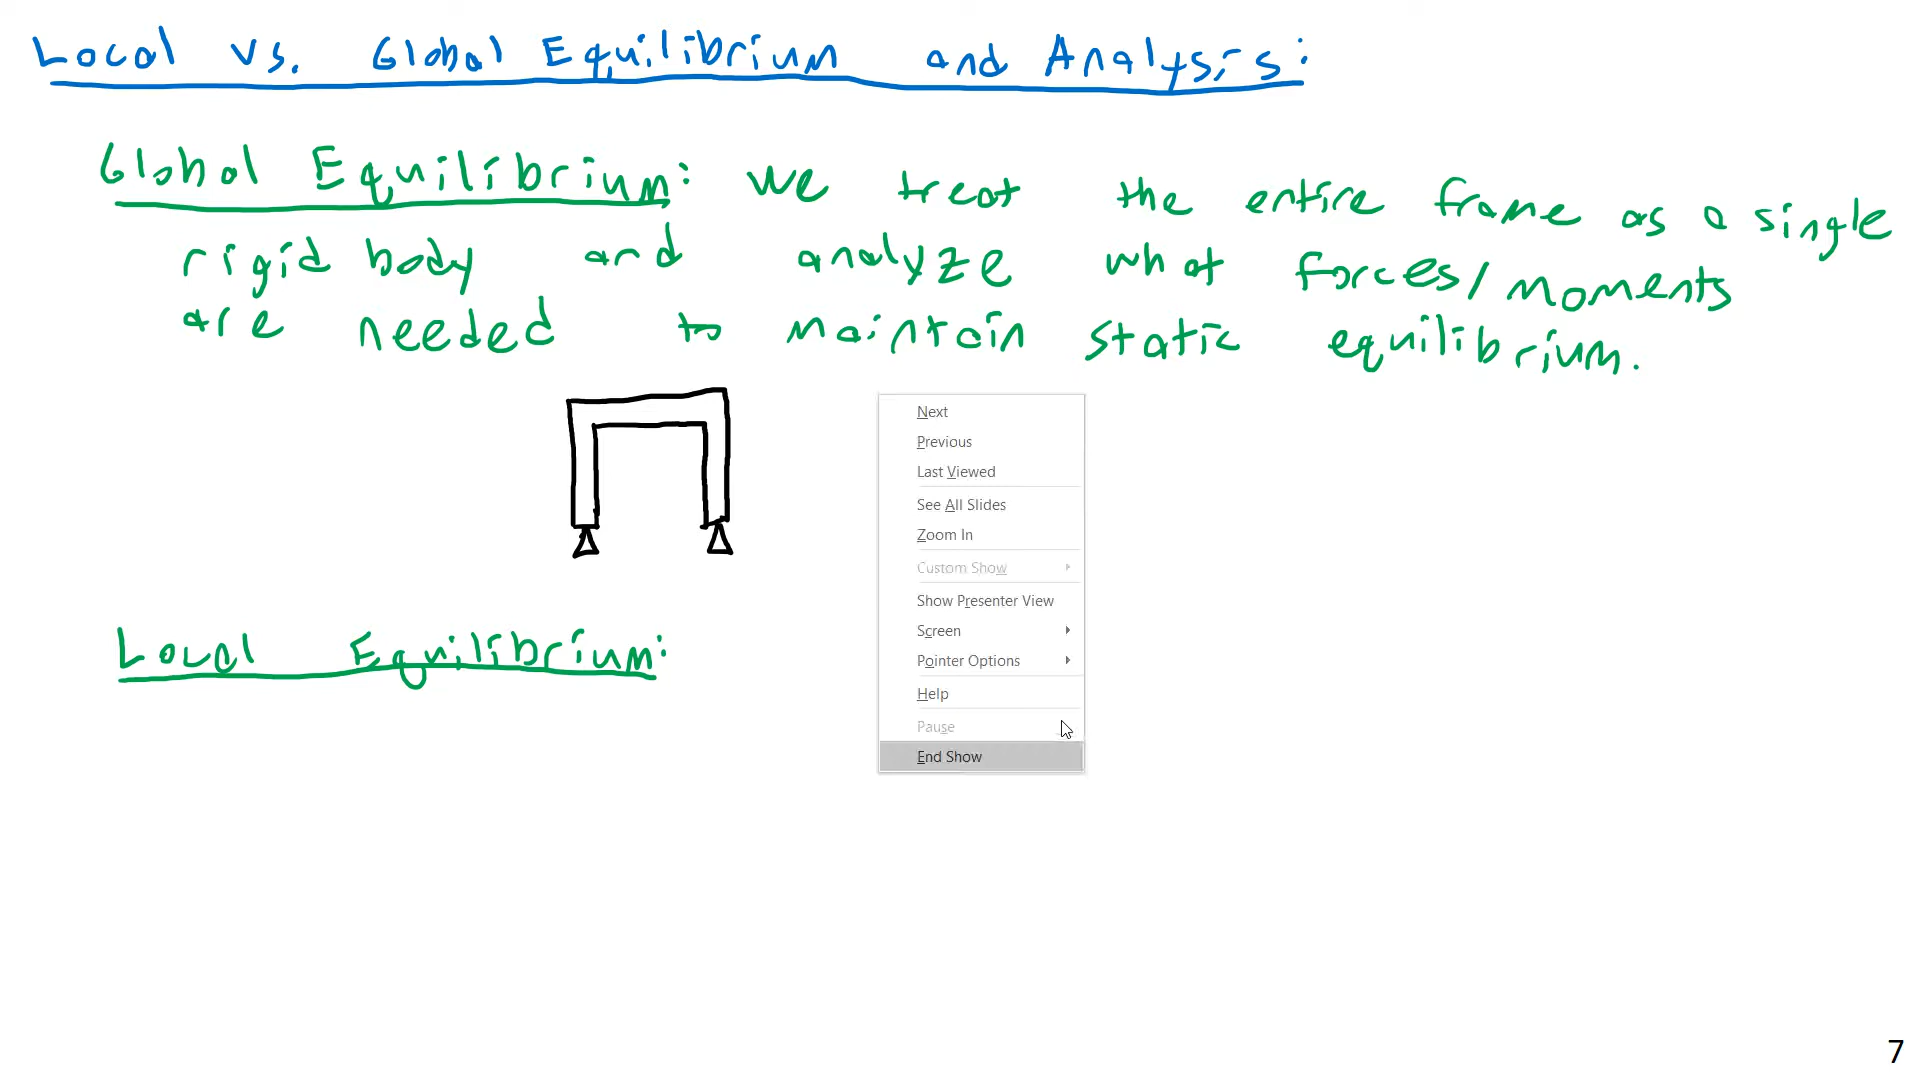 Local vs. Global Equilibrium and Analysis:
Global Equilibrium: we treat the entire frame as a single
rigid body and analyze what forces/moments
are needed to maintain static equilibrium.
Next
Previous
Last Viewed
See All Slides
Zoom In
Custom Show
Show Presenter View
Screen
Pointer Options
Help
Pause
End Show
Local Equilibrium:
7